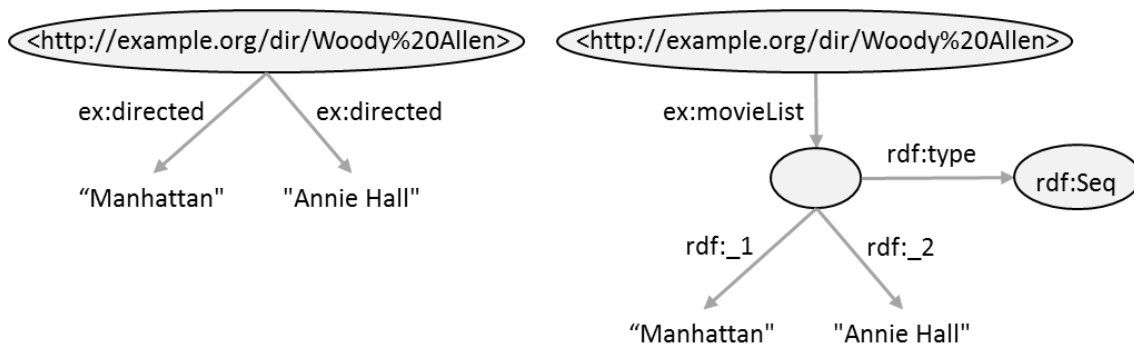 <http://example.org/dir/Woody%20Allen>
ex:directed ex:directed
“Manhattan" "Annie Hall"
<http://example.org/dir/Woody%20Allen>
ex:movieList
rdf:type
rdf:Seq
rdf:_1 rdf:_2
“Manhattan" "Annie Hall"